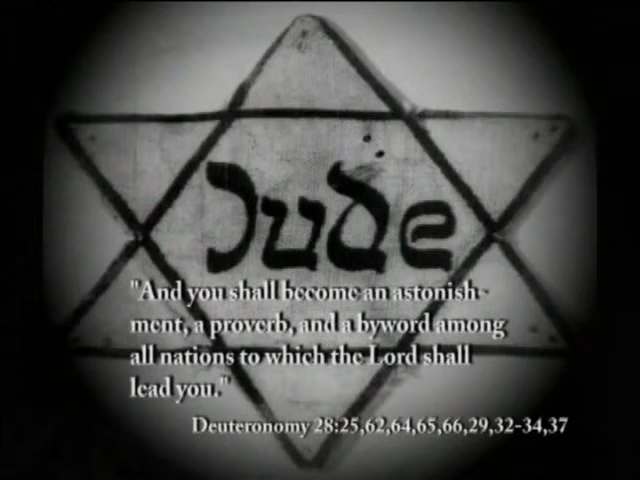 Jude
"And you shall become an astonish-
ment, a proverb, and a byword among
all nations to which the Lord shall
lead you."
Deuteronomy 28:25,62,64,65,66,29,32-34,37